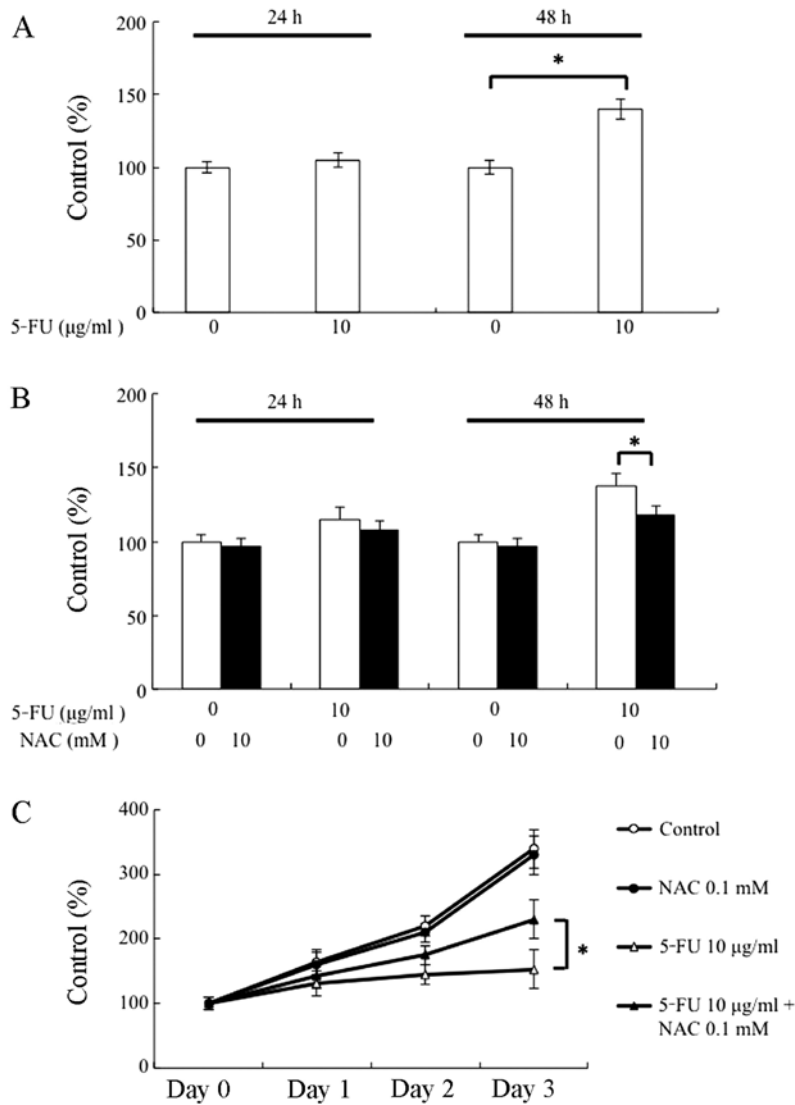 A
200
150
100
50
0
Control (%)
24 h
48 h
*
5-FU (μg/ml )
0
10
0
10
B
200
150
100
50
0
Control (%)
24 h
48 h
*
5-FU (μg/ml )
0
10
0
10
NAC (mM )
0 10 0 10 0 10 0 10
C
400
300
200
100
0
Control (%)
Day 0
Day 1
Day 2
Day 3
*
Control
NAC 0.1 mM
5-FU 10 μg/ml
5-FU 10 μg/ml +
NAC 0.1 mM